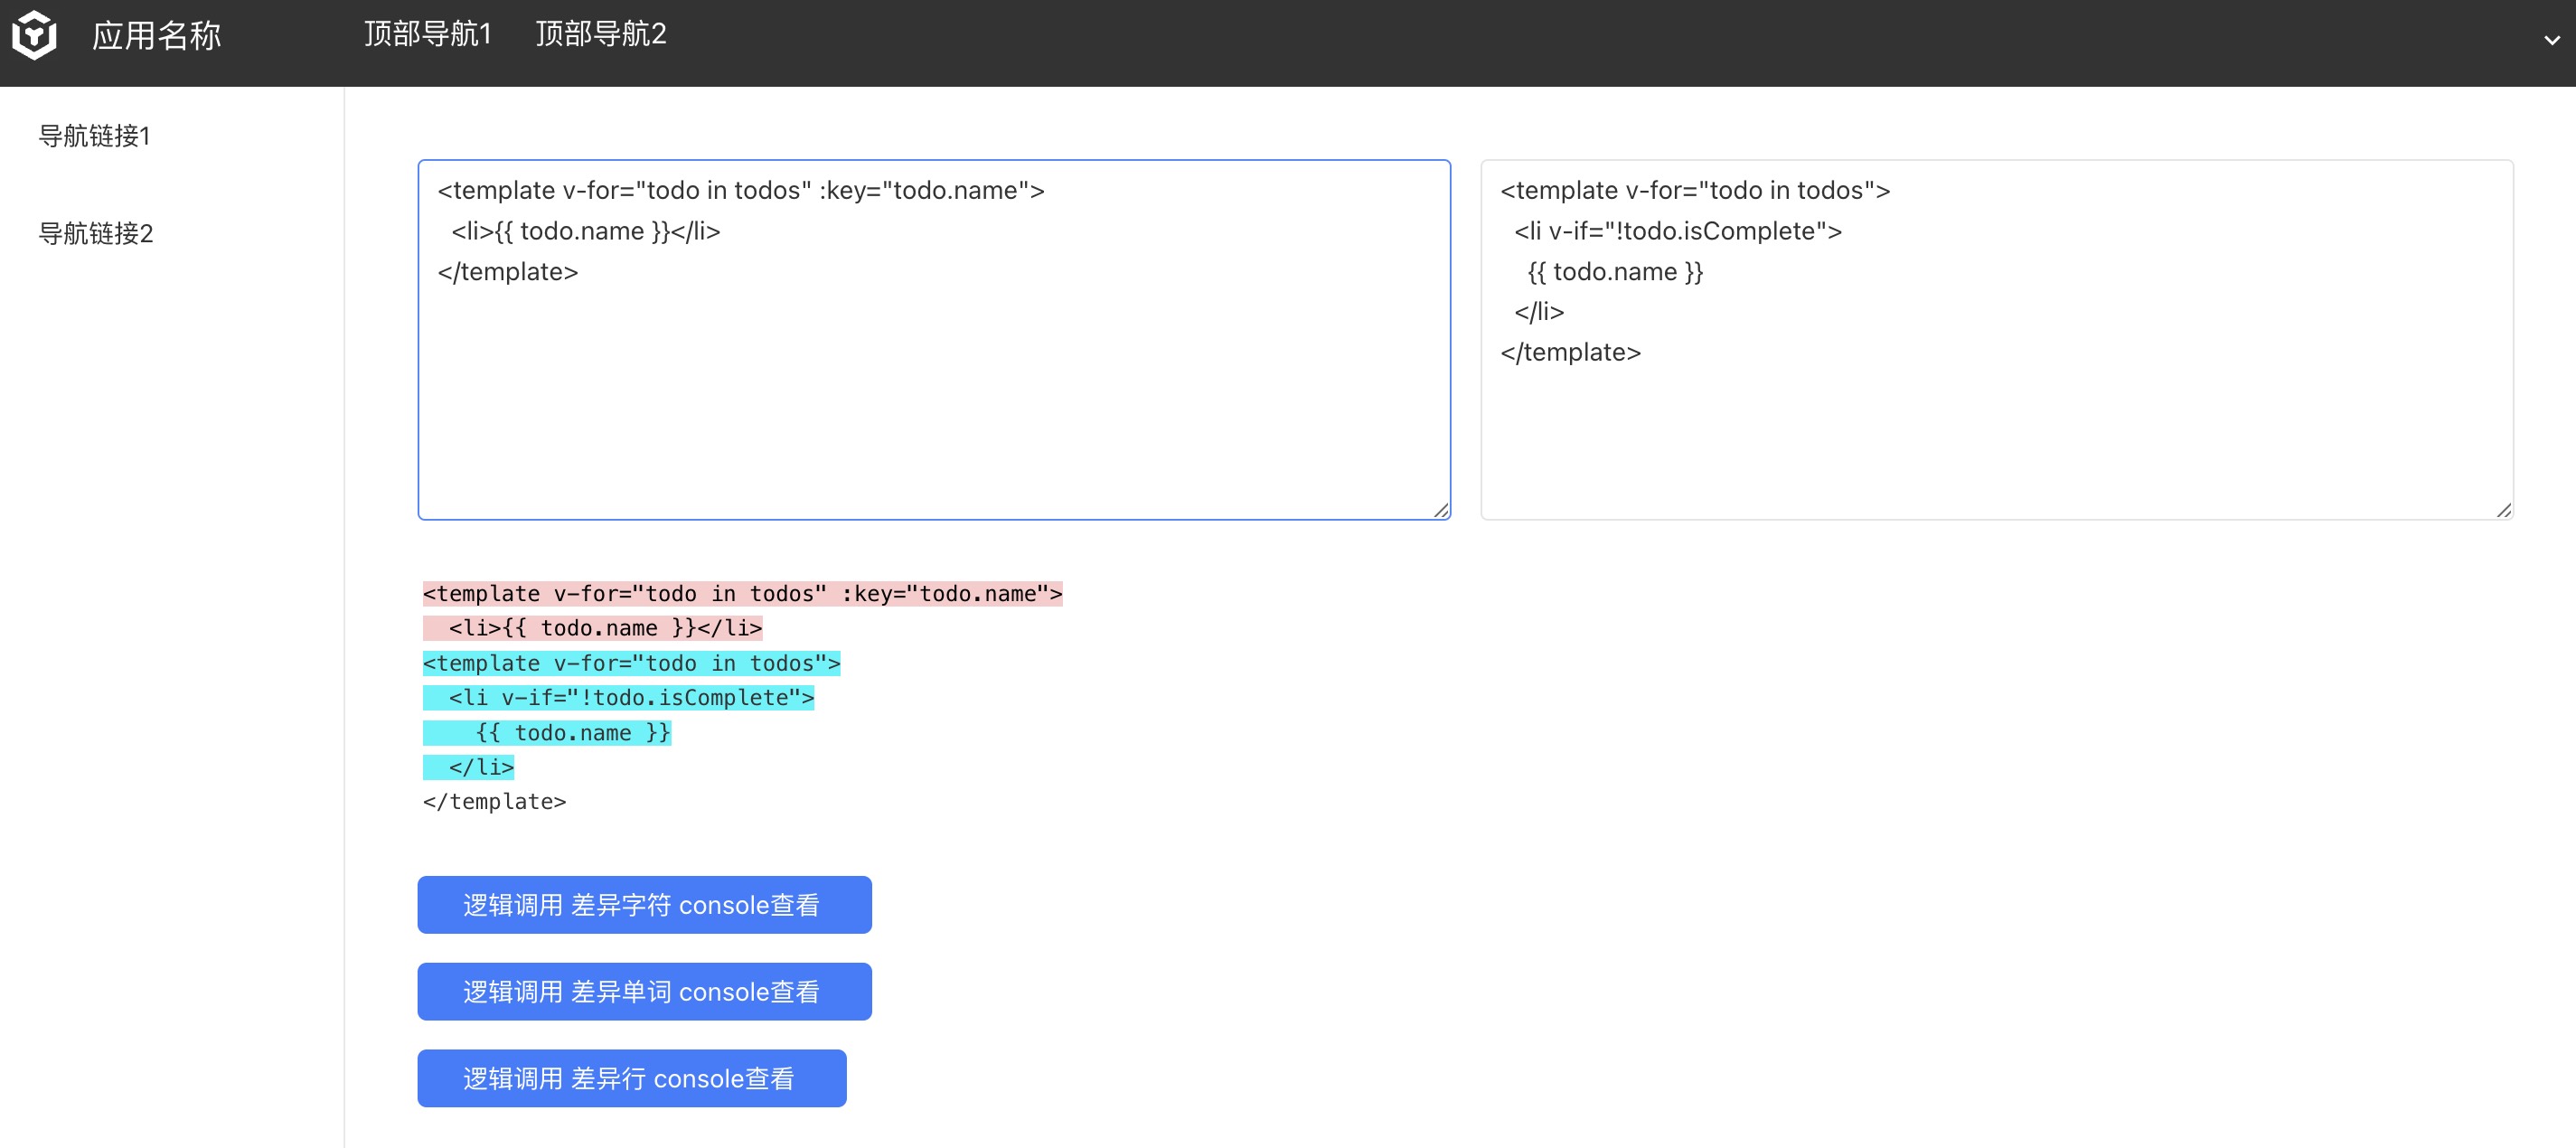 应用名称 顶部导航1 顶部导航2
导航链接1
导航链接2
<template v-for="todo in todos" :key="todo.name">
  <li>{{ todo.name }}</li>
</template>
<template v-for="todo in todos">
  <li v-if="!todo.isComplete">
    {{ todo.name }}
  </li>
</template>
<template v-for="todo in todos" :key="todo.name">
  <li>{{ todo.name }}</li>
<template v-for="todo in todos">
  <li v-if="!todo.isComplete">
    {{ todo.name }}
  </li>
</template>
逻辑调用 差异字符 console查看
逻辑调用 差异单词 console查看
逻辑调用 差异行 console查看